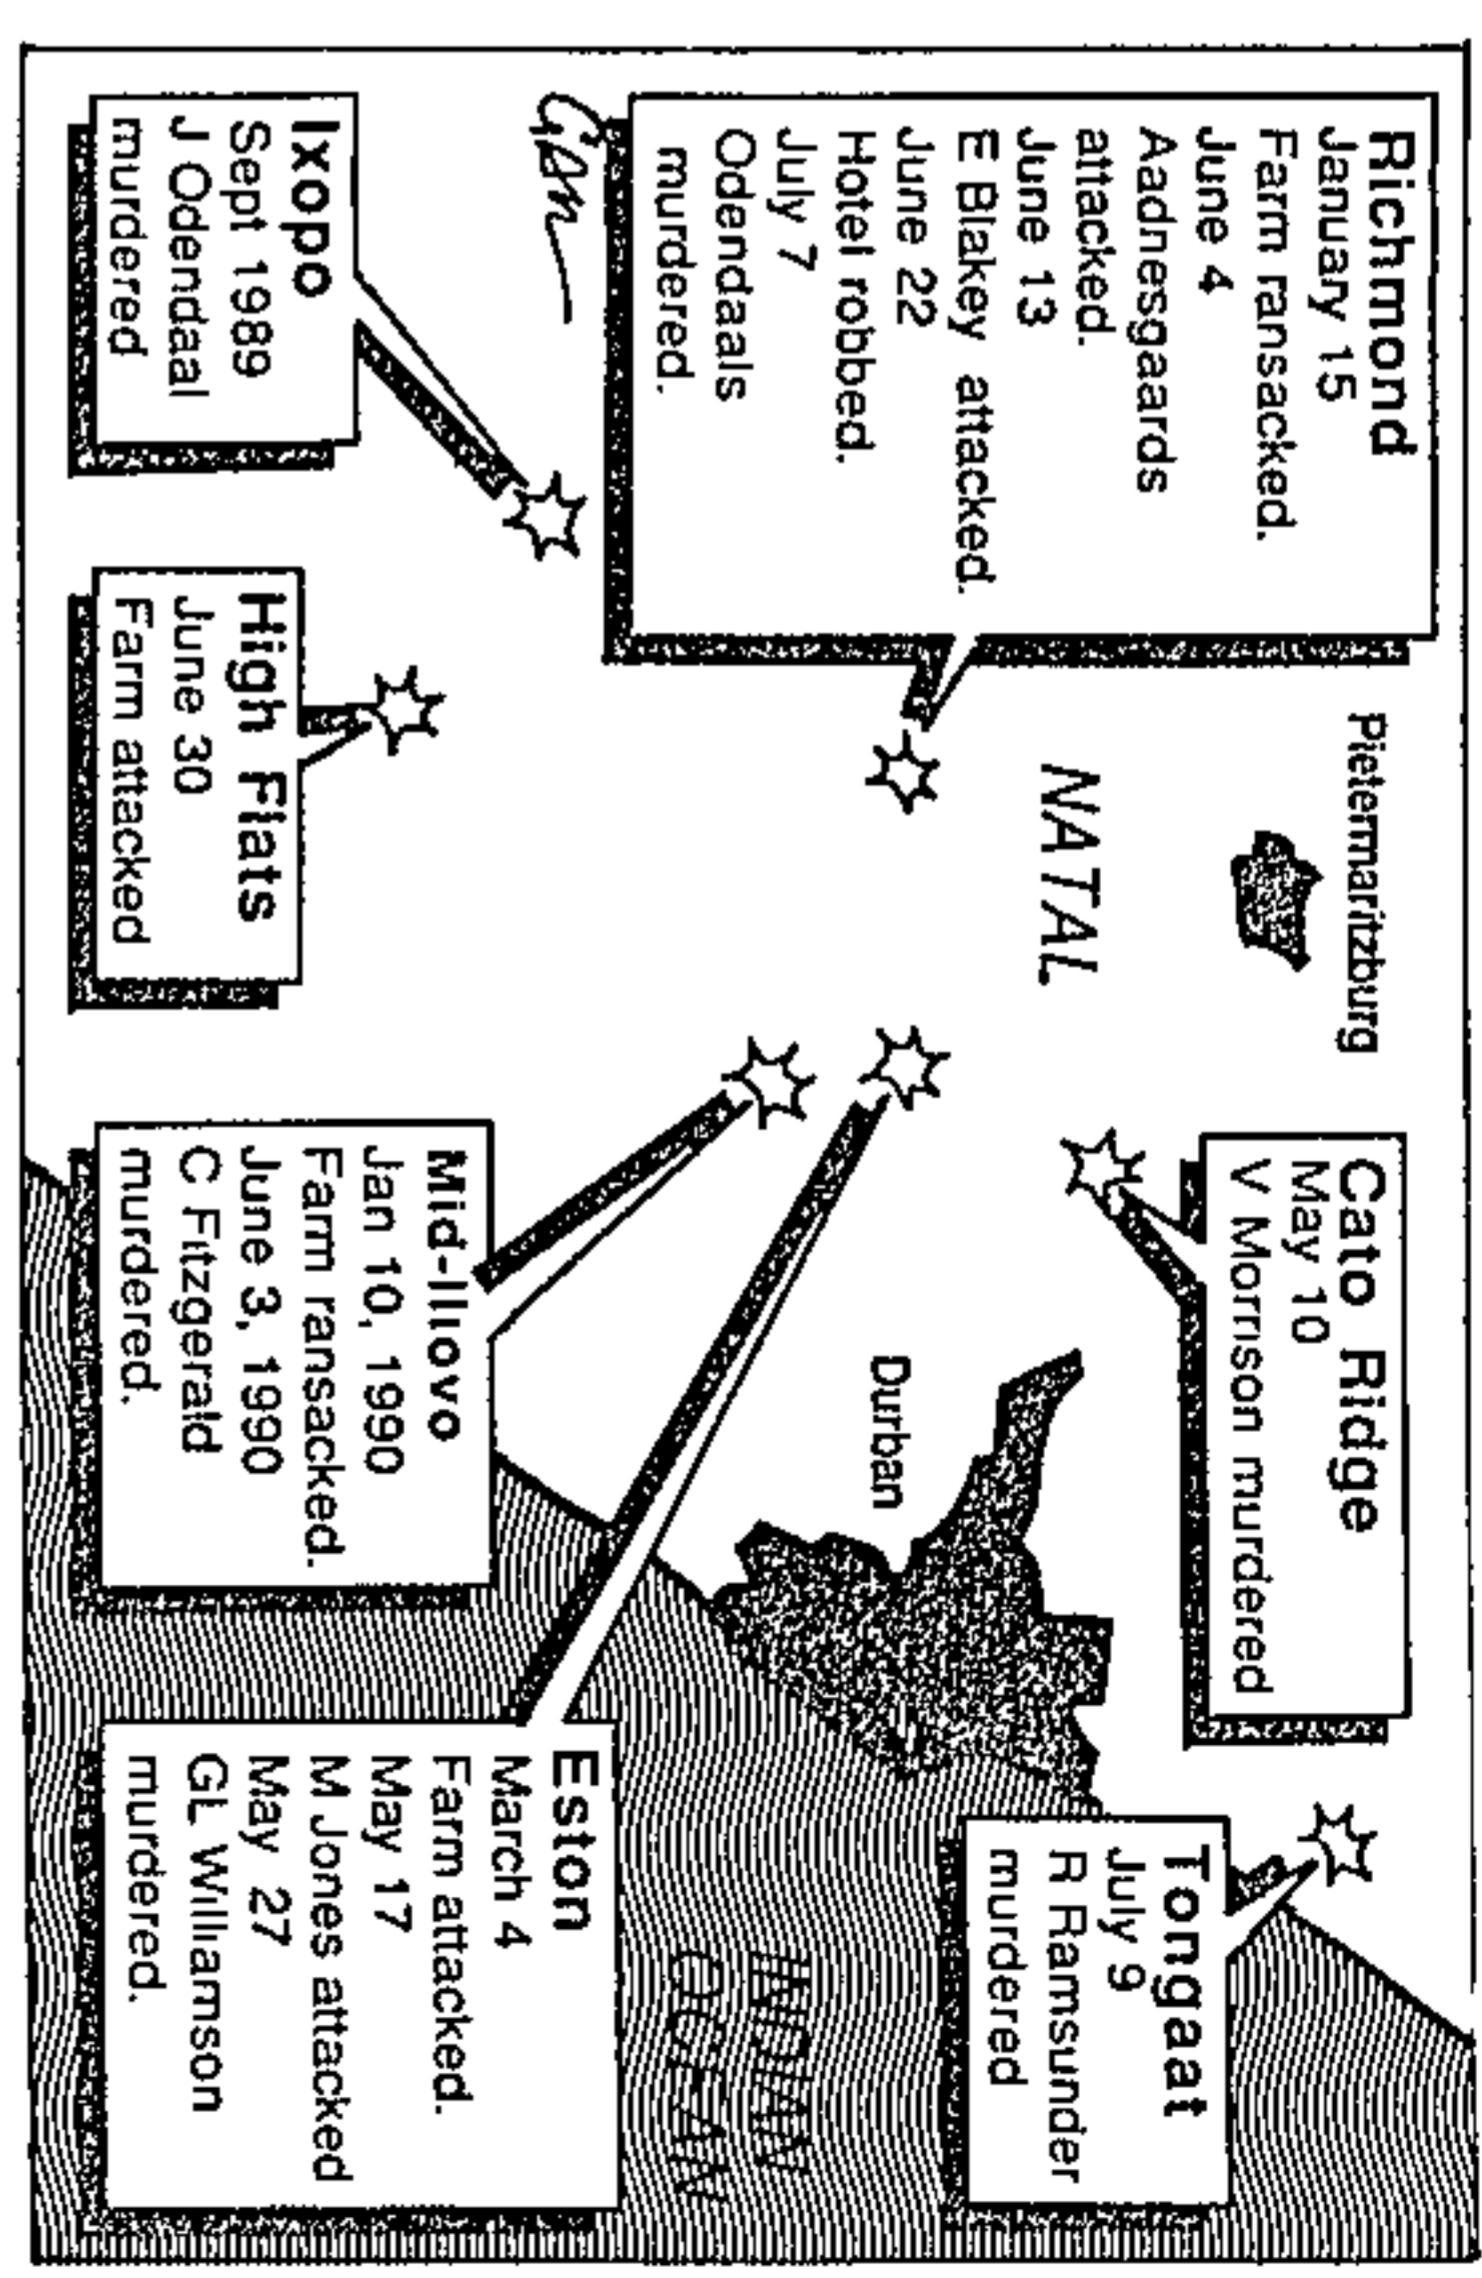 Richmond
January 15
Farm ransacked.
June 4
Aadnesgaards
attacked.
June 13
E Blakey attacked.
June 22
Hotel robbed.
July 7
Odendaals
murdered.
Pietermaritzburg
NATAL
Cato Ridge
May 10
V Morrison murdered
Durban
Tongaat
July 9
R Ramsunder
murdered
INDIAN
OCEAN
Ixopo
Sept 1989
J Odendaal
murdered
High Flats
June 30
Farm attacked
Mid-Illovo
Jan 10, 1990
Farm ransacked.
June 3, 1990
C Fitzgerald
murdered.
Eston
March 4
Farm attacked.
May 17
M Jones attacked
May 27
GL Williamson
murdered.